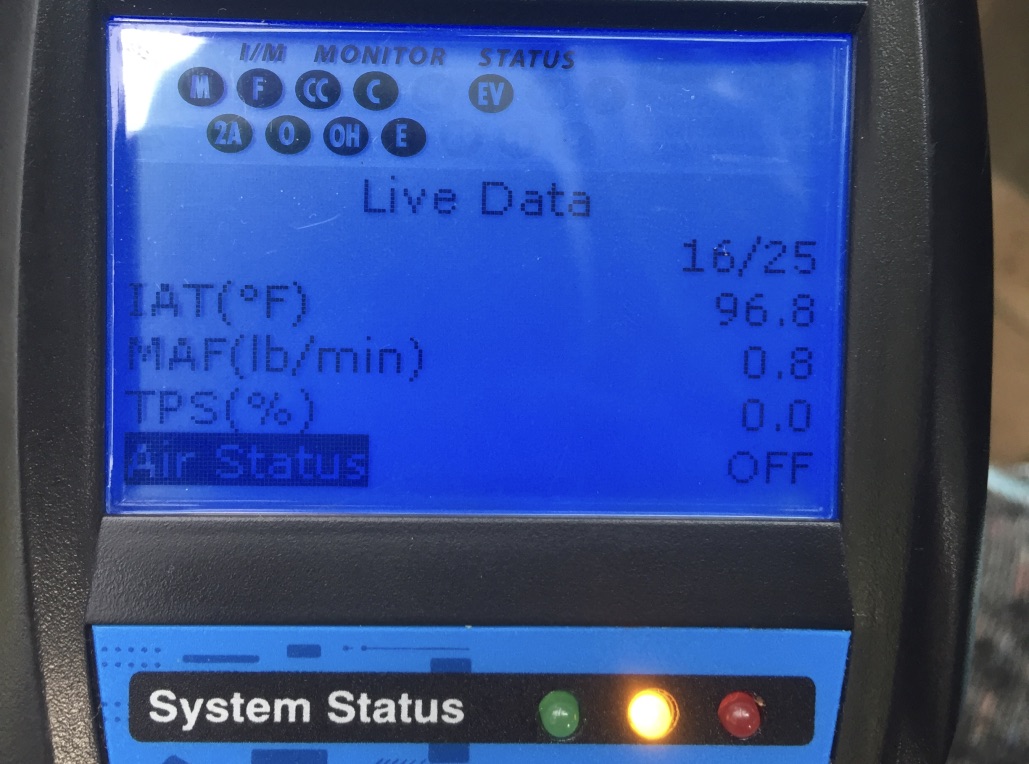 I/M MONITOR STATUS
M F CC C EV
2A O OH E
Live Data
16/25
IAT(°F) 96.8
MAF(lb/min) 0.8
TPS(%) 0.0
Air Status OFF
System Status